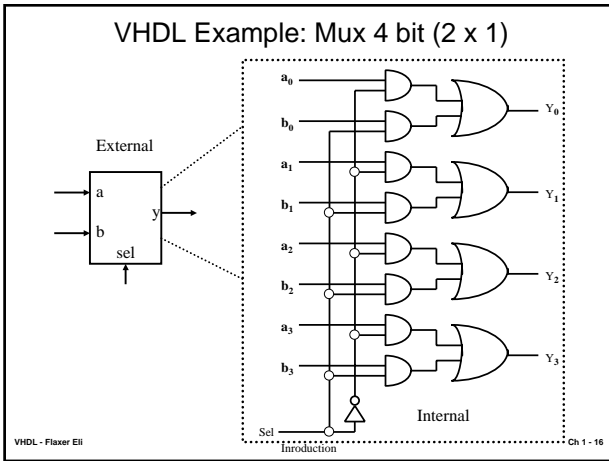 VHDL Example: Mux 4 bit (2 x 1)
External
a
b
y
sel
a0
b0
a1
b1
a2
b2
a3
b3
Y0
Y1
Y2
Y3
Sel
Internal
VHDL - Flaxer Eli
Inroduction
Ch 1 - 16